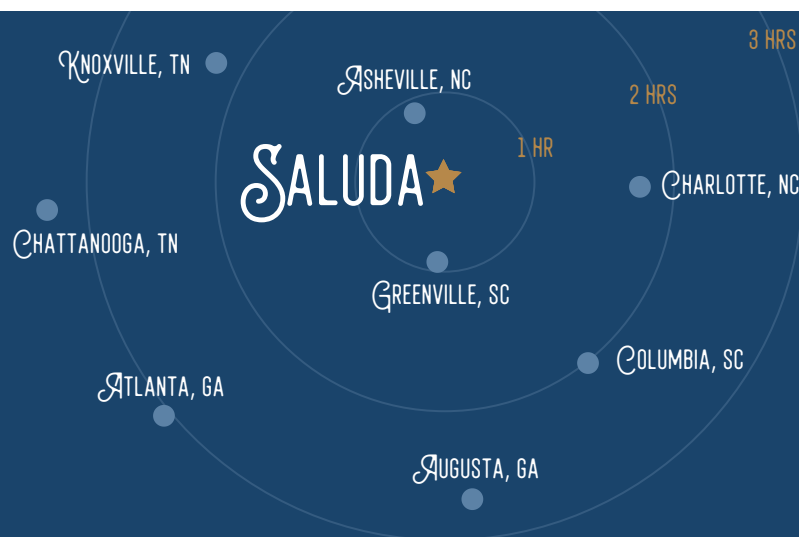 3 HRS
KNOXVILLE, TN
ASHEVILLE, NC
2 HRS
1 HR
SALUDA
CHARLOTTE, NC
CHATTANOOGA, TN
GREENVILLE, SC
COLUMBIA, SC
ATLANTA, GA
AUGUSTA, GA